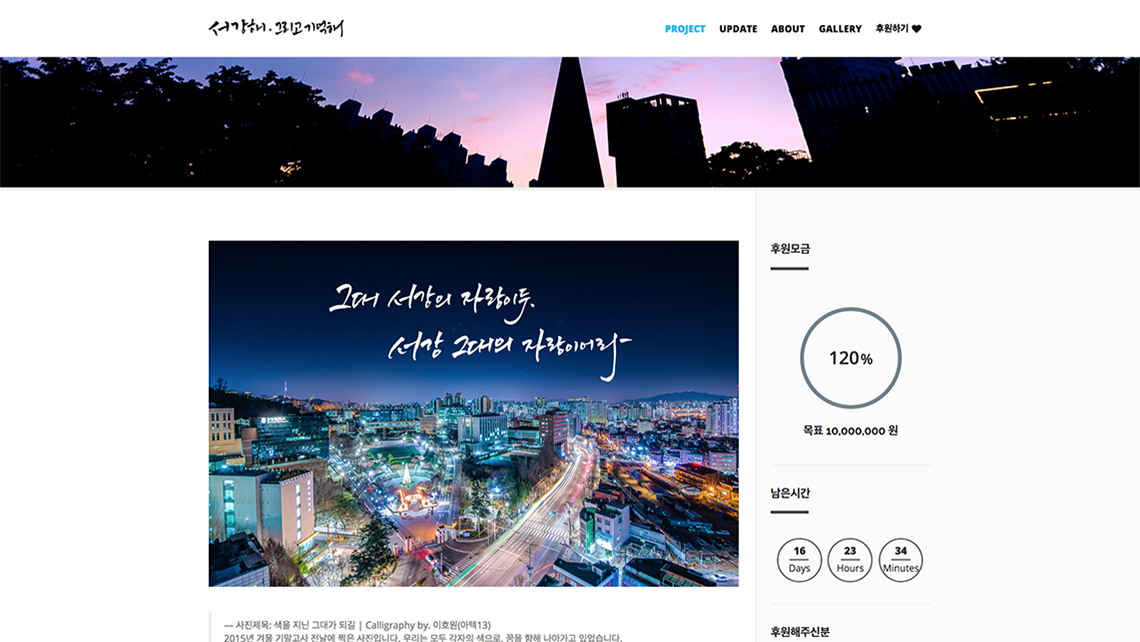 서강해. 그리고 기억해
PROJECT UPDATE ABOUT GALLERY 후원하기
그대 서강의 자랑이듯,
서강 그대의 자랑이어라
후원모금
120%
목표 10,000,000 원
남은시간
16 23 34
Days Hours Minutes
— 사진제목: 색을 지닌 그대가 되길 | Calligraphy by. 이호원(아텍13)
2015년 겨울 기말고사 전날에 찍은 사진입니다. 우리는 모두 각자의 색으로, 꿈을 향해 나아가고 있었습니다.
후원해주신분